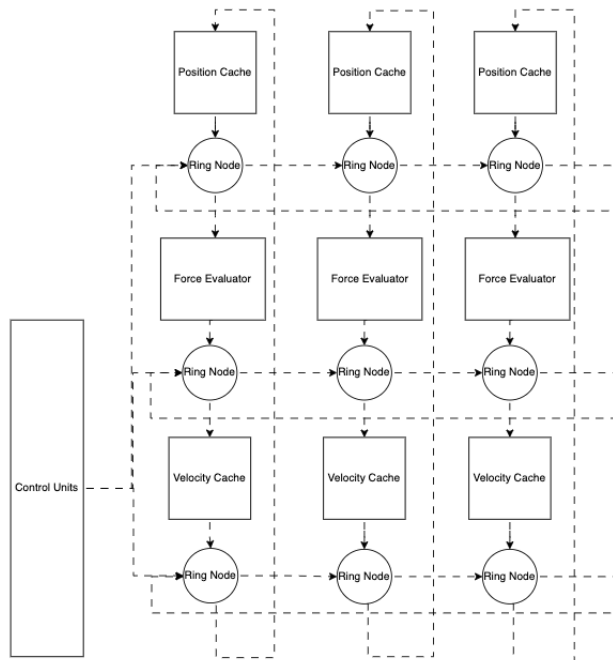 Position Cache
Position Cache
Position Cache
Ring Node
Ring Node
Ring Node
Force Evaluator
Force Evaluator
Force Evaluator
Ring Node
Ring Node
Ring Node
Velocity Cache
Velocity Cache
Velocity Cache
Control Units
Ring Node
Ring Node
Ring Node